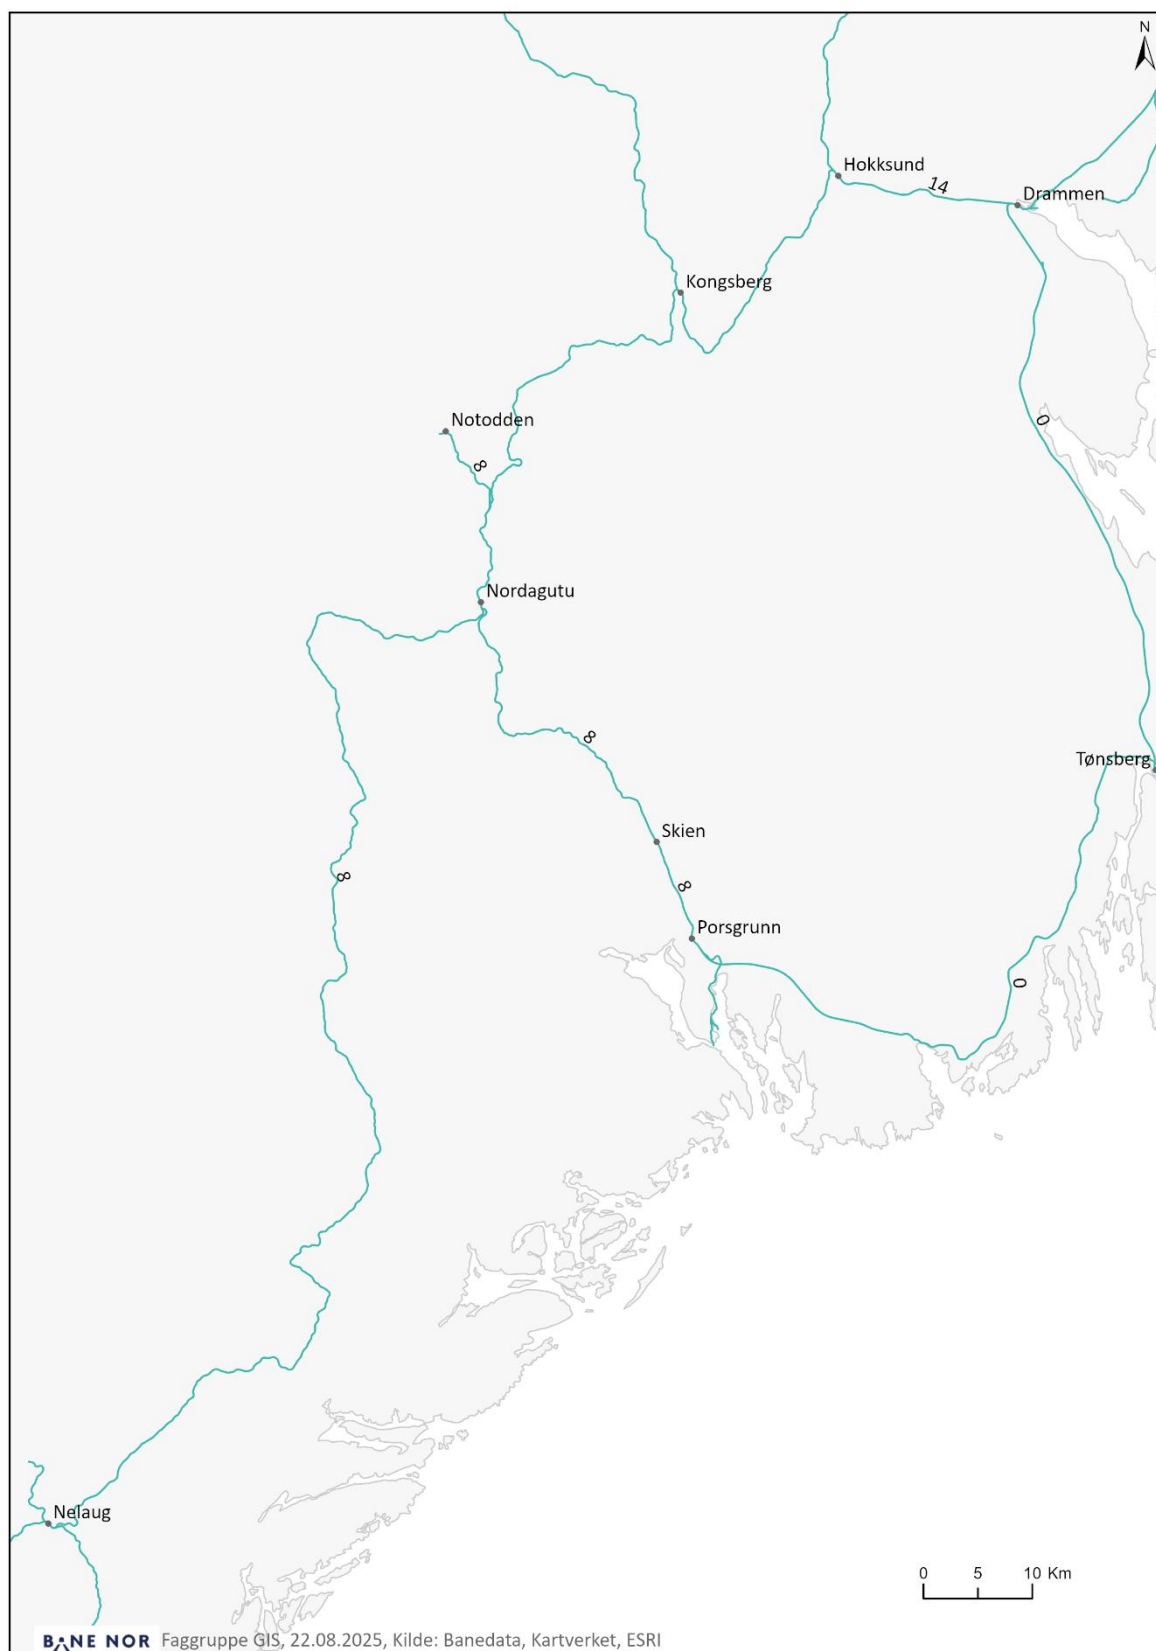 N
Hokksund
14
Drammen
Kongsberg
0
Notodden
8
Nordagutu
8
Tønsberg
Skien
8
8
Porsgrunn
0
Nelaug
0 5 10 Km
BANE NOR Faggruppe GIS, 22.08.2025, Kilde: Banedata, Kartverket, ESRI